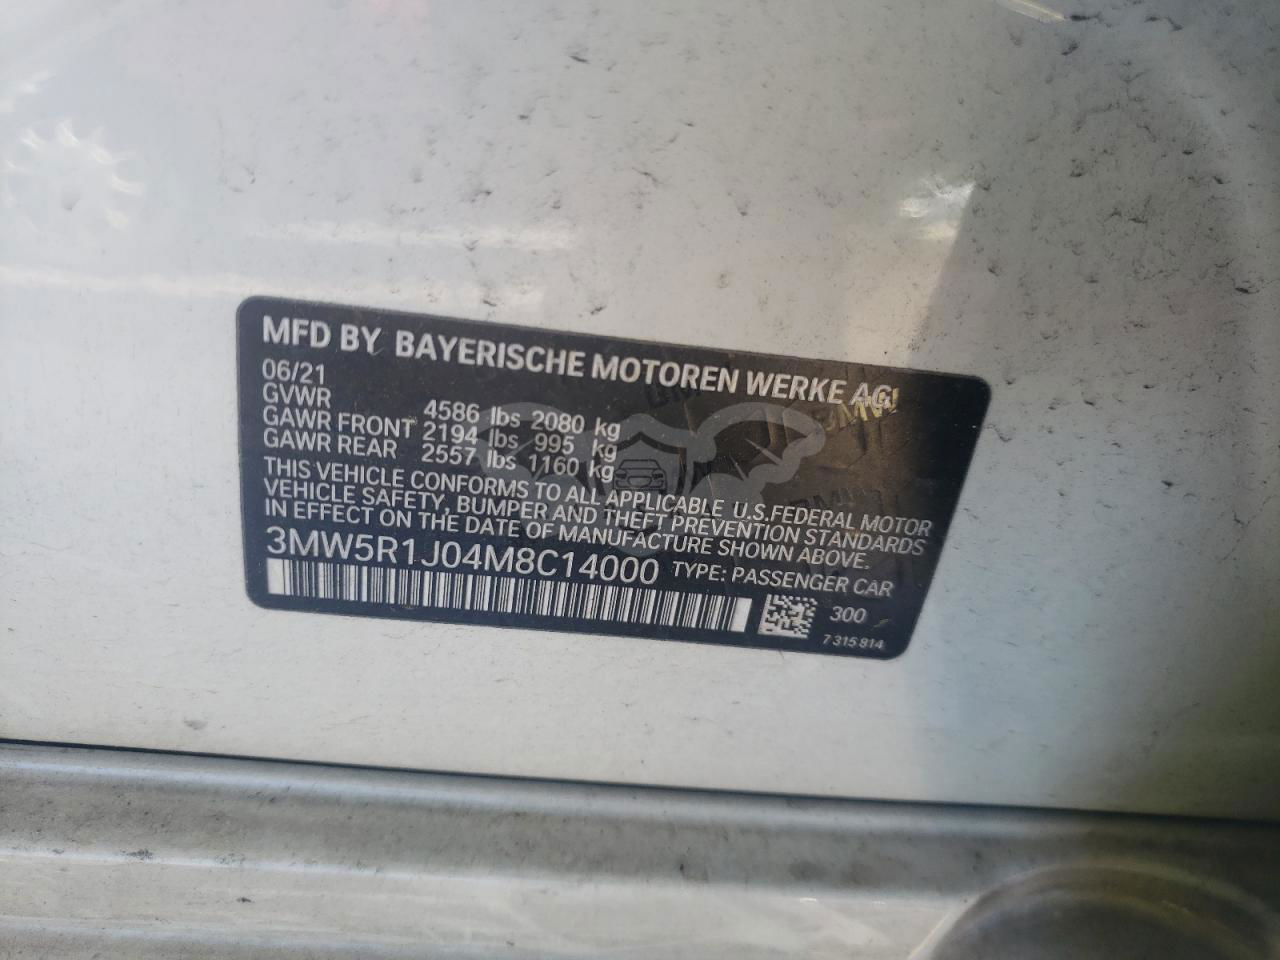 MFD BY BAYERISCHE MOTOREN WERKE AG
06/21
GVWR 4586 lbs 2080 kg
GAWR FRONT 2194 lbs 995 kg
GAWR REAR 2557 lbs 1160 kg
THIS VEHICLE CONFORMS TO ALL APPLICABLE U.S.FEDERAL MOTOR
VEHICLE SAFETY, BUMPER AND THEFT PREVENTION STANDARDS
IN EFFECT ON THE DATE OF MANUFACTURE SHOWN ABOVE.
3MW5R1J04M8C14000 TYPE: PASSENGER CAR
300
7 315 814